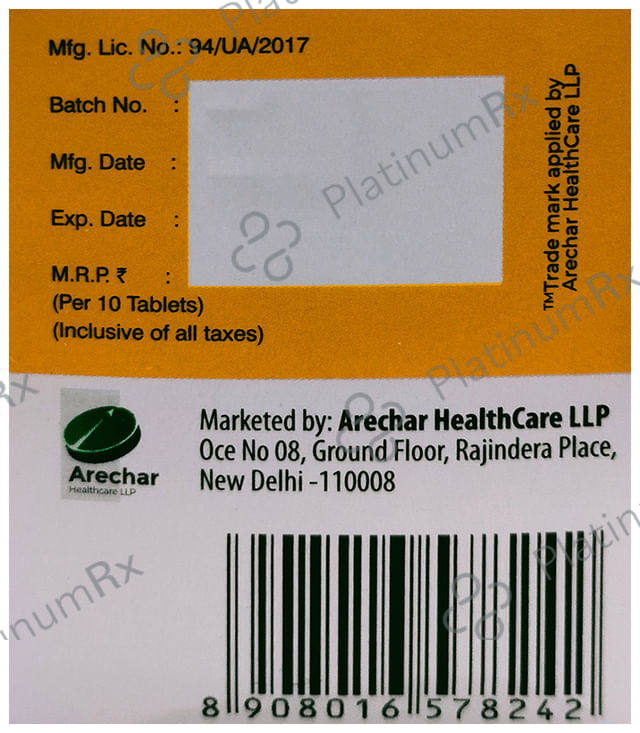 Mfg. Lic. No.: 94/UA/2017
Batch No. :
Mfg. Date :
Exp. Date :
M.R.P. ₹ :
(Per 10 Tablets)
(Inclusive of all taxes)
™Trade mark applied by
Arechar HealthCare LLP
Arechar
Healthcare LLP
Marketed by: Arechar HealthCare LLP
Oce No 08, Ground Floor, Rajindera Place,
New Delhi -110008
8 908016 578242
PlatinumRx
PlatinumRx
PlatinumRx